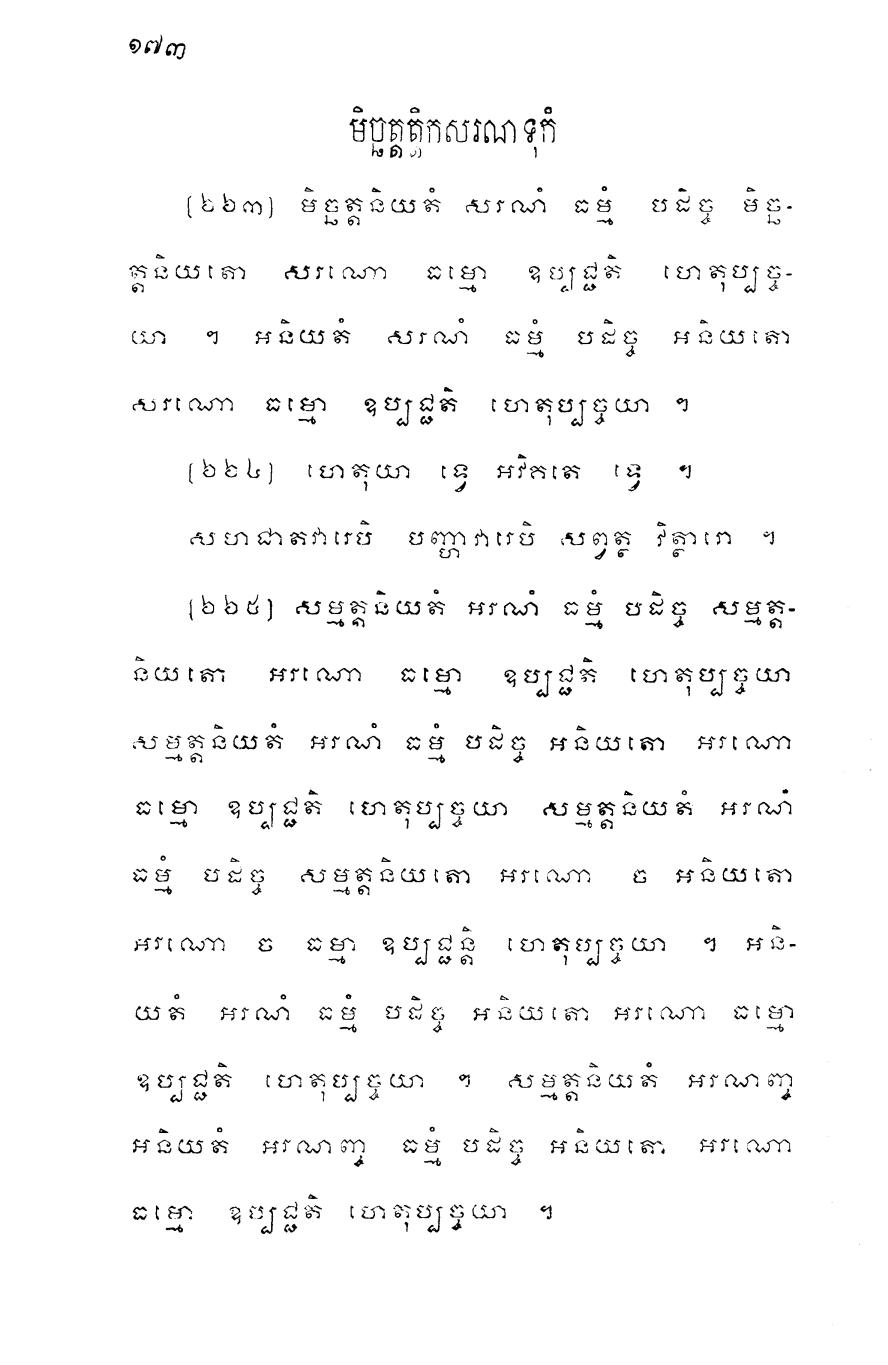 ១៧៣
មិច្ឆត្តត្តិកសរណទុកំ
[២២៣] មិច្ឆត្តនិយតំ សរណំ ធម្មំ បដិច្ច មិច្ឆ-
ត្តនិយតោ សរណោ ធម្មោ ឧប្បជ្ជតិ ហេតុប្បច្ច-
យា ។ អនិយតំ សរណំ ធម្មំ បដិច្ច អនិយតោ
សរណោ ធម្មោ ឧប្បជ្ជតិ ហេតុប្បច្ចយា ។
[២២៤] ហេតុយា ទ្វេ អវិគតេ ទ្វេ ។
សហជាតវារេបិ បញ្ហាវារេបិ សព្វត្ថ វិត្ថារោ ។
[២២៥] សម្មត្តនិយតំ អរណំ ធម្មំ បដិច្ច សម្មត្ត-
និយតោ អរណោ ធម្មោ ឧប្បជ្ជតិ ហេតុប្បច្ចយា
សម្មត្តនិយតំ អរណំ ធម្មំ បដិច្ច អនិយតោ អរណោ
ធម្មោ ឧប្បជ្ជតិ ហេតុប្បច្ចយា សម្មត្តនិយតំ អរណំ
ធម្មំ បដិច្ច សម្មត្តនិយតោ អរណោ ច អនិយតោ
អរណោ ច ធម្មា ឧប្បជ្ជន្តិ ហេតុប្បច្ចយា ។ អនិ-
យតំ អរណំ ធម្មំ បដិច្ច អនិយតោ អរណោ ធម្មោ
ឧប្បជ្ជតិ ហេតុប្បច្ចយា ។ សម្មត្តនិយតំ អរណញ្ច
អនិយតំ អរណញ្ច ធម្មំ បដិច្ច អនិយតោ អរណោ
ធម្មោ ឧប្បជ្ជតិ ហេតុប្បច្ចយា ។